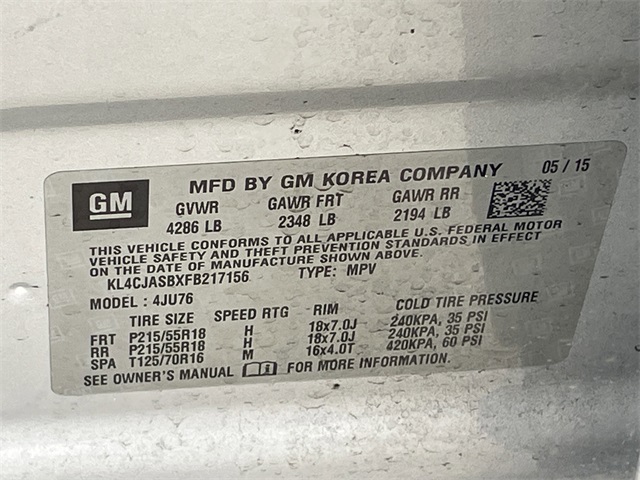 GM
MFD BY GM KOREA COMPANY 05 / 15
GVWR GAWR FRT GAWR RR
4286 LB 2348 LB 2194 LB
THIS VEHICLE CONFORMS TO ALL APPLICABLE U.S. FEDERAL MOTOR
VEHICLE SAFETY AND THEFT PREVENTION STANDARDS IN EFFECT
ON THE DATE OF MANUFACTURE SHOWN ABOVE.
KL4CJASBXFB217156 TYPE: MPV
MODEL : 4JU76
TIRE SIZE SPEED RTG RIM COLD TIRE PRESSURE
FRT P215/55R18 H 18x7.0J 240KPA, 35 PSI
RR P215/55R18 H 18x7.0J 240KPA, 35 PSI
SPA T125/70R16 M 16x4.0T 420KPA, 60 PSI
SEE OWNER'S MANUAL FOR MORE INFORMATION.